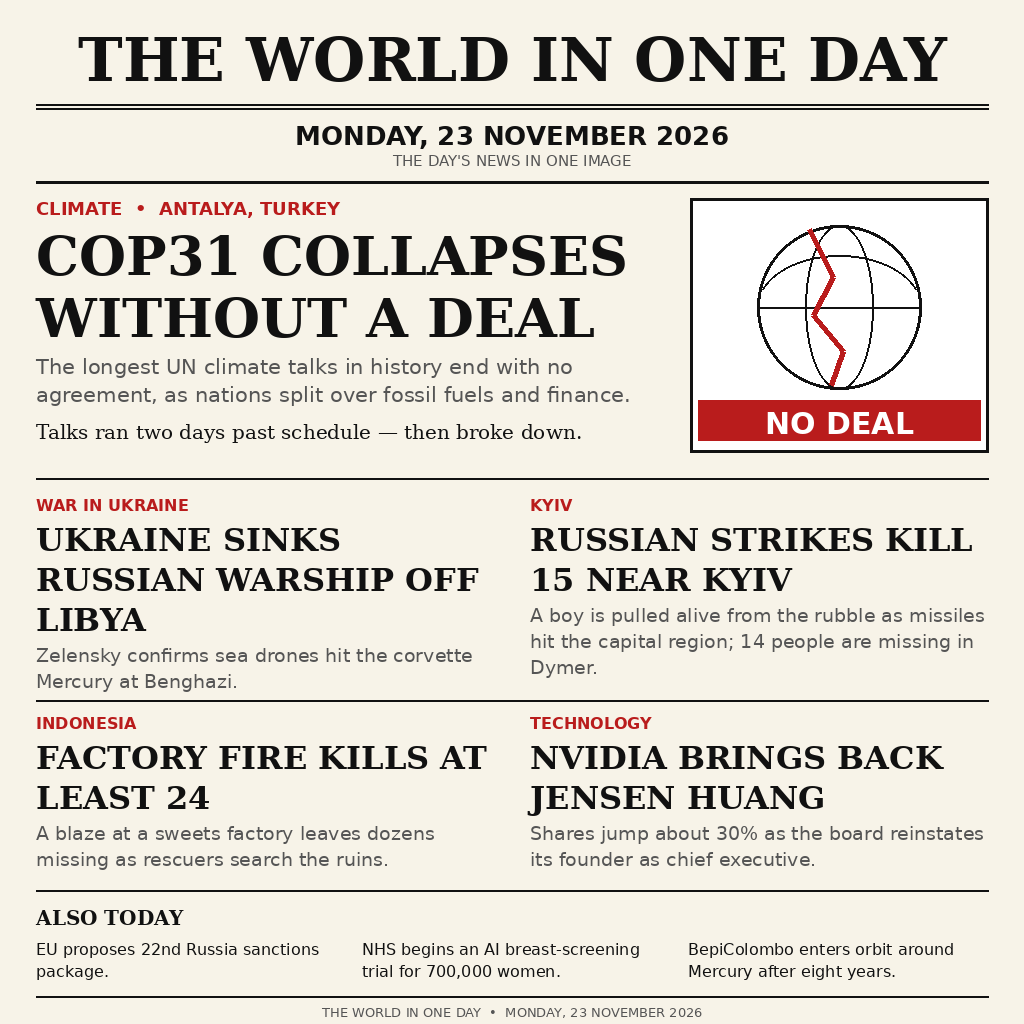 THE WORLD IN ONE DAY
MONDAY, 23 NOVEMBER 2026
THE DAY'S NEWS IN ONE IMAGE
CLIMATE • ANTALYA, TURKEY
COP31 COLLAPSES
WITHOUT A DEAL
The longest UN climate talks in history end with no
agreement, as nations split over fossil fuels and finance.
Talks ran two days past schedule — then broke down.
NO DEAL
WAR IN UKRAINE
UKRAINE SINKS
RUSSIAN WARSHIP OFF
LIBYA
Zelensky confirms sea drones hit the corvette
Mercury at Benghazi.
KYIV
RUSSIAN STRIKES KILL
15 NEAR KYIV
A boy is pulled alive from the rubble as missiles
hit the capital region; 14 people are missing in
Dymer.
INDONESIA
FACTORY FIRE KILLS AT
LEAST 24
A blaze at a sweets factory leaves dozens
missing as rescuers search the ruins.
TECHNOLOGY
NVIDIA BRINGS BACK
JENSEN HUANG
Shares jump about 30% as the board reinstates
its founder as chief executive.
ALSO TODAY
EU proposes 22nd Russia sanctions
package.
NHS begins an AI breast-screening
trial for 700,000 women.
BepiColombo enters orbit around
Mercury after eight years.
THE WORLD IN ONE DAY • MONDAY, 23 NOVEMBER 2026